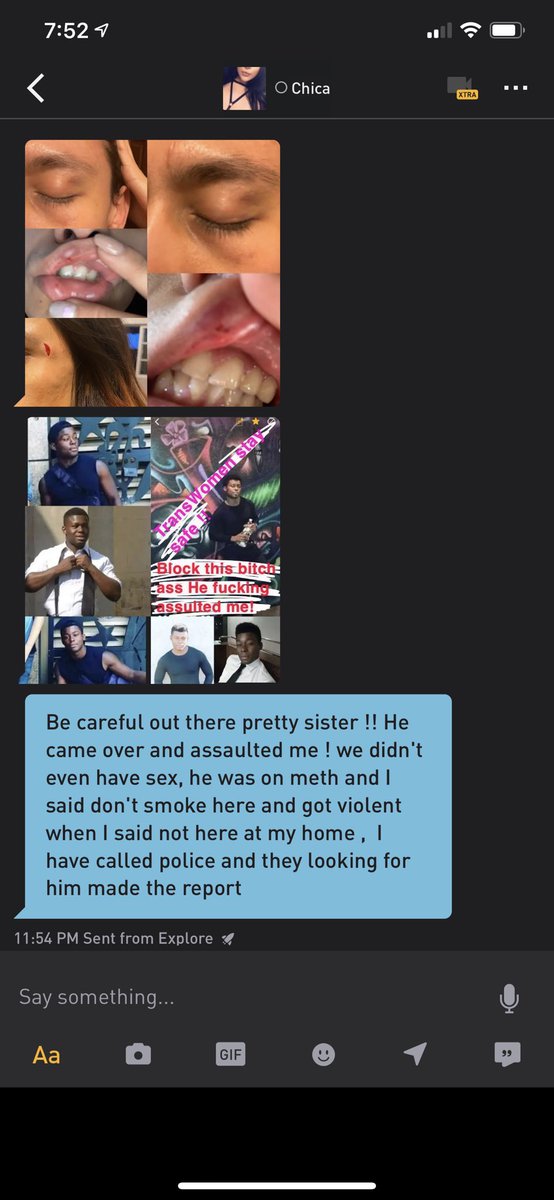 7:52
Chica
XTRA
TransWomen stay
safe !!
Block this bitch
ass He fucking
assulted me!
Be careful out there pretty sister !! He
came over and assaulted me ! we didn't
even have sex, he was on meth and I
said don't smoke here and got violent
when I said not here at my home , I
have called police and they looking for
him made the report
11:54 PM Sent from Explore
Say something...
Aa
GIF